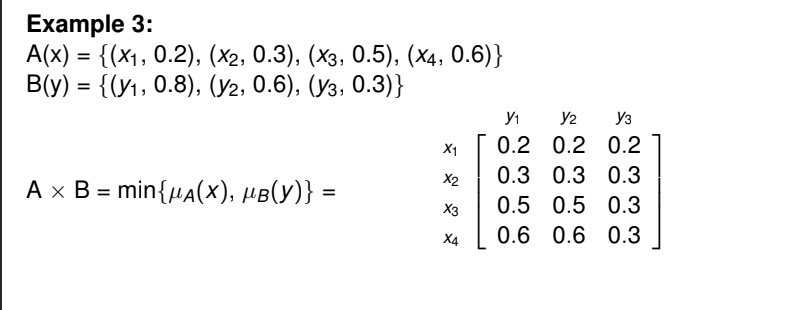 Example 3:
A(x) = {(x₁, 0.2), (x₂, 0.3), (x₃, 0.5), (x₄, 0.6)}
B(y) = {(y₁, 0.8), (y₂, 0.6), (y₃, 0.3)}
A × B = min{μ_A(x), μ_B(y)} =
y₁ y₂ y₃
x₁ 0.2 0.2 0.2
x₂ 0.3 0.3 0.3
x₃ 0.5 0.5 0.3
x₄ 0.6 0.6 0.3